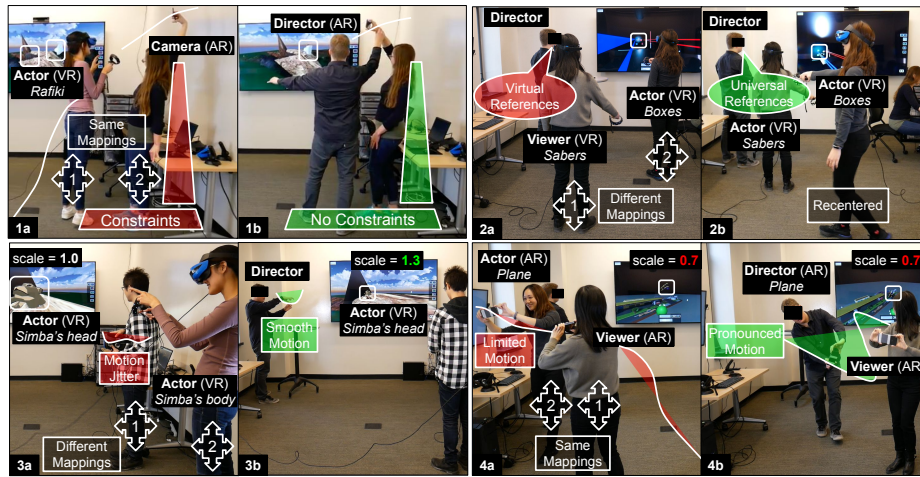 Actor (VR)
Rafiki
Camera (AR)
Same
Mappings
1
2
Constraints
1a
Director (AR)
No Constraints
1b
Director
Virtual
References
Viewer (VR)
Sabers
Actor (VR)
Boxes
2
1
Different
Mappings
2a
Director
Universal
References
Actor (VR)
Sabers
Actor (VR)
Boxes
Recentered
2b
scale = 1.0
Actor (VR)
Simba's head
Motion
Jitter
Actor (VR)
Simba's body
1
2
Different
Mappings
3a
scale = 1.3
Director
Smooth
Motion
Actor (VR)
Simba's head
3b
Actor (AR)
Plane
scale = 0.7
Limited
Motion
Viewer (AR)
2
1
Same
Mappings
4a
scale = 0.7
Director (AR)
Plane
Pronounced
Motion
Viewer (AR)
4b